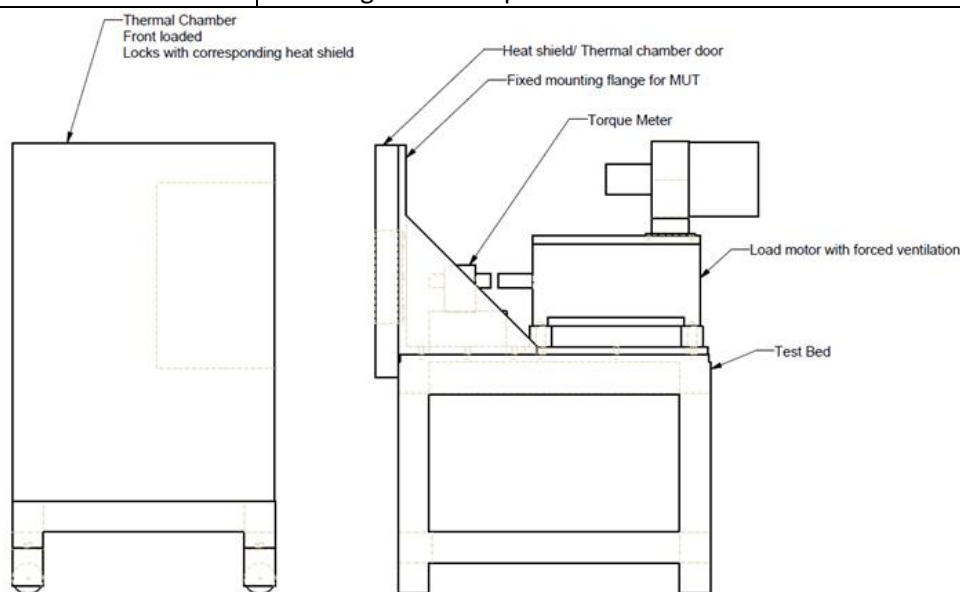 Thermal Chamber
Front loaded
Locks with corresponding heat shield
Heat shield/ Thermal chamber door
Fixed mounting flange for MUT
Torque Meter
Load motor with forced ventilation
Test Bed